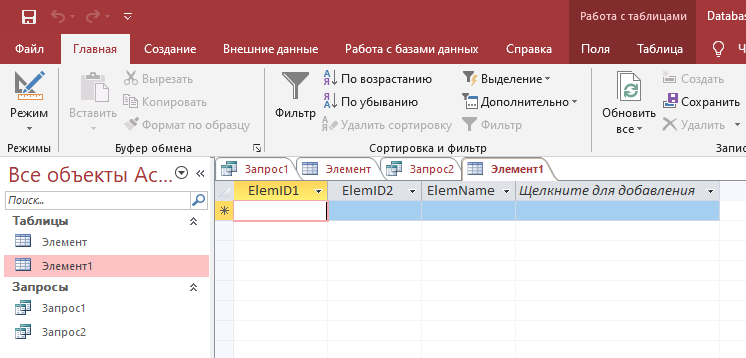 Работа с таблицами Databas
Файл Главная Создание Внешние данные Работа с базами данных Справка Поля Таблица Ч
Режим
Режимы
Вставить
Вырезать
Копировать
Формат по образцу
Буфер обмена
Фильтр
По возрастанию
По убыванию
Удалить сортировку
Выделение
Дополнительно
Фильтр
Сортировка и фильтр
Обновить
все
Создать
Сохранить
Удалить
Запис
Все объекты Ac...
Поиск...
Таблицы
Элемент
Элемент1
Запросы
Запрос1
Запрос2
Запрос1 Элемент Запрос2 Элемент1
ElemID1 ElemID2 ElemName Щелкните для добавления